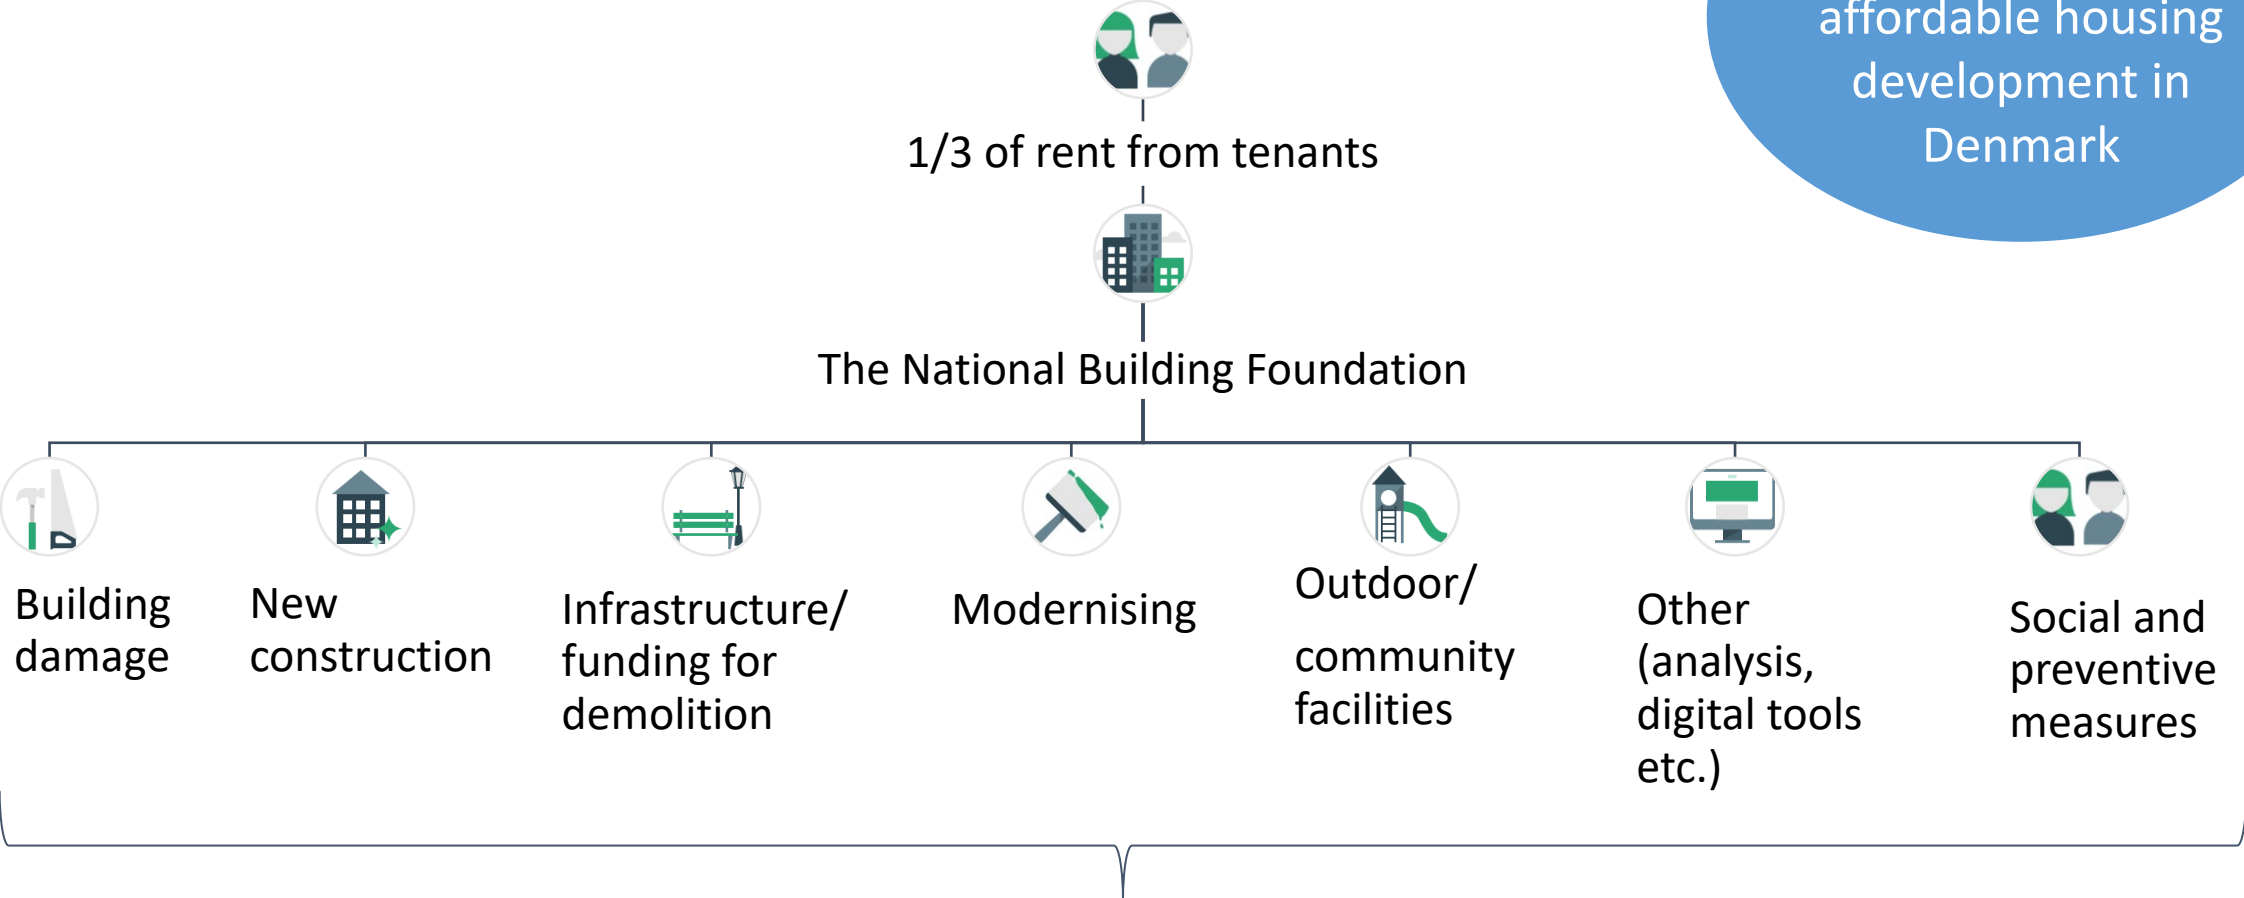 affordable housing
development in
Denmark
1/3 of rent from tenants
The National Building Foundation
Building
damage
New
construction
Infrastructure/
funding for
demolition
Modernising
Outdoor/
community
facilities
Other
(analysis,
digital tools
etc.)
Social and
preventive
measures